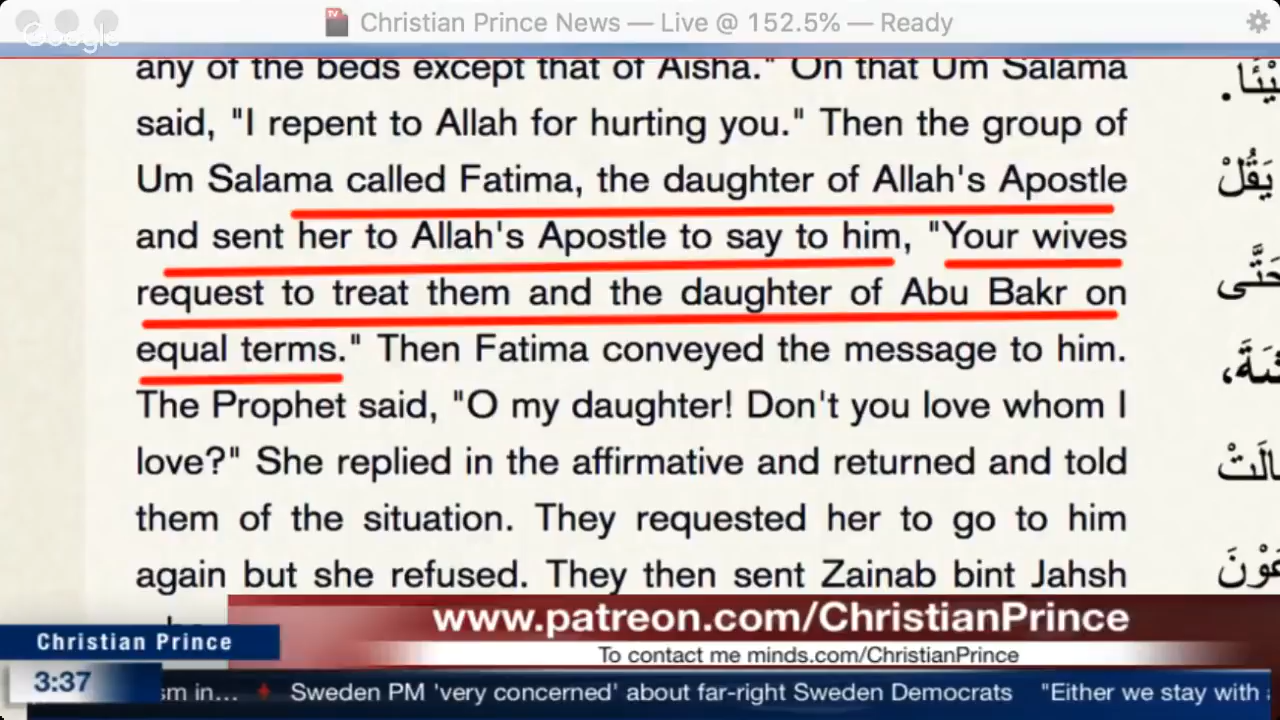 Christian Prince News — Live @ 152.5% — Ready
Google
any of the beds except that of Aisha." On that Um Salama
said, "I repent to Allah for hurting you." Then the group of
Um Salama called Fatima, the daughter of Allah's Apostle
and sent her to Allah's Apostle to say to him, "Your wives
request to treat them and the daughter of Abu Bakr on
equal terms." Then Fatima conveyed the message to him.
The Prophet said, "O my daughter! Don't you love whom I
love?" She replied in the affirmative and returned and told
them of the situation. They requested her to go to him
again but she refused. They then sent Zainab bint Jahsh
يَقُلْ
حَتَّى
www.patreon.com/ChristianPrince
Christian Prince
To contact me minds.com/ChristianPrince
3:37
sm in... Sweden PM 'very concerned' about far-right Sweden Democrats "Either we stay with